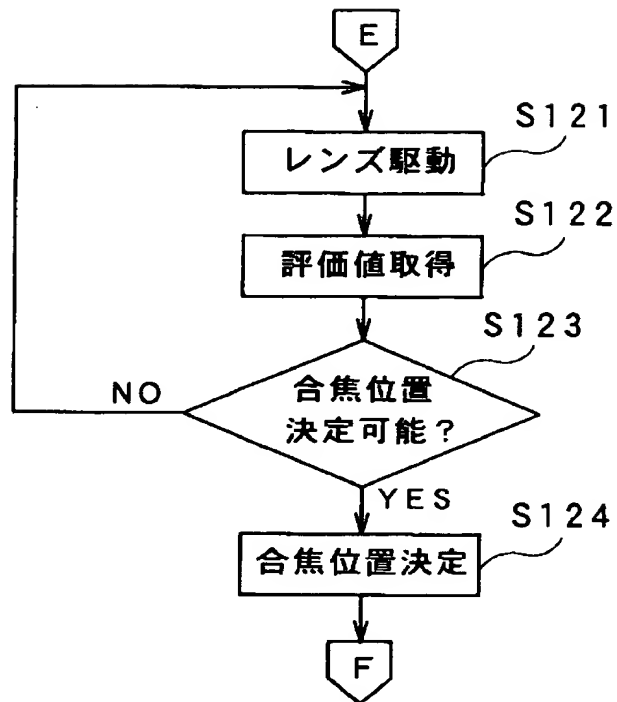 E
S121
レンズ駆動
S122
評価値取得
S123
合焦位置
決定可能？
NO
YES
S124
合焦位置決定
F